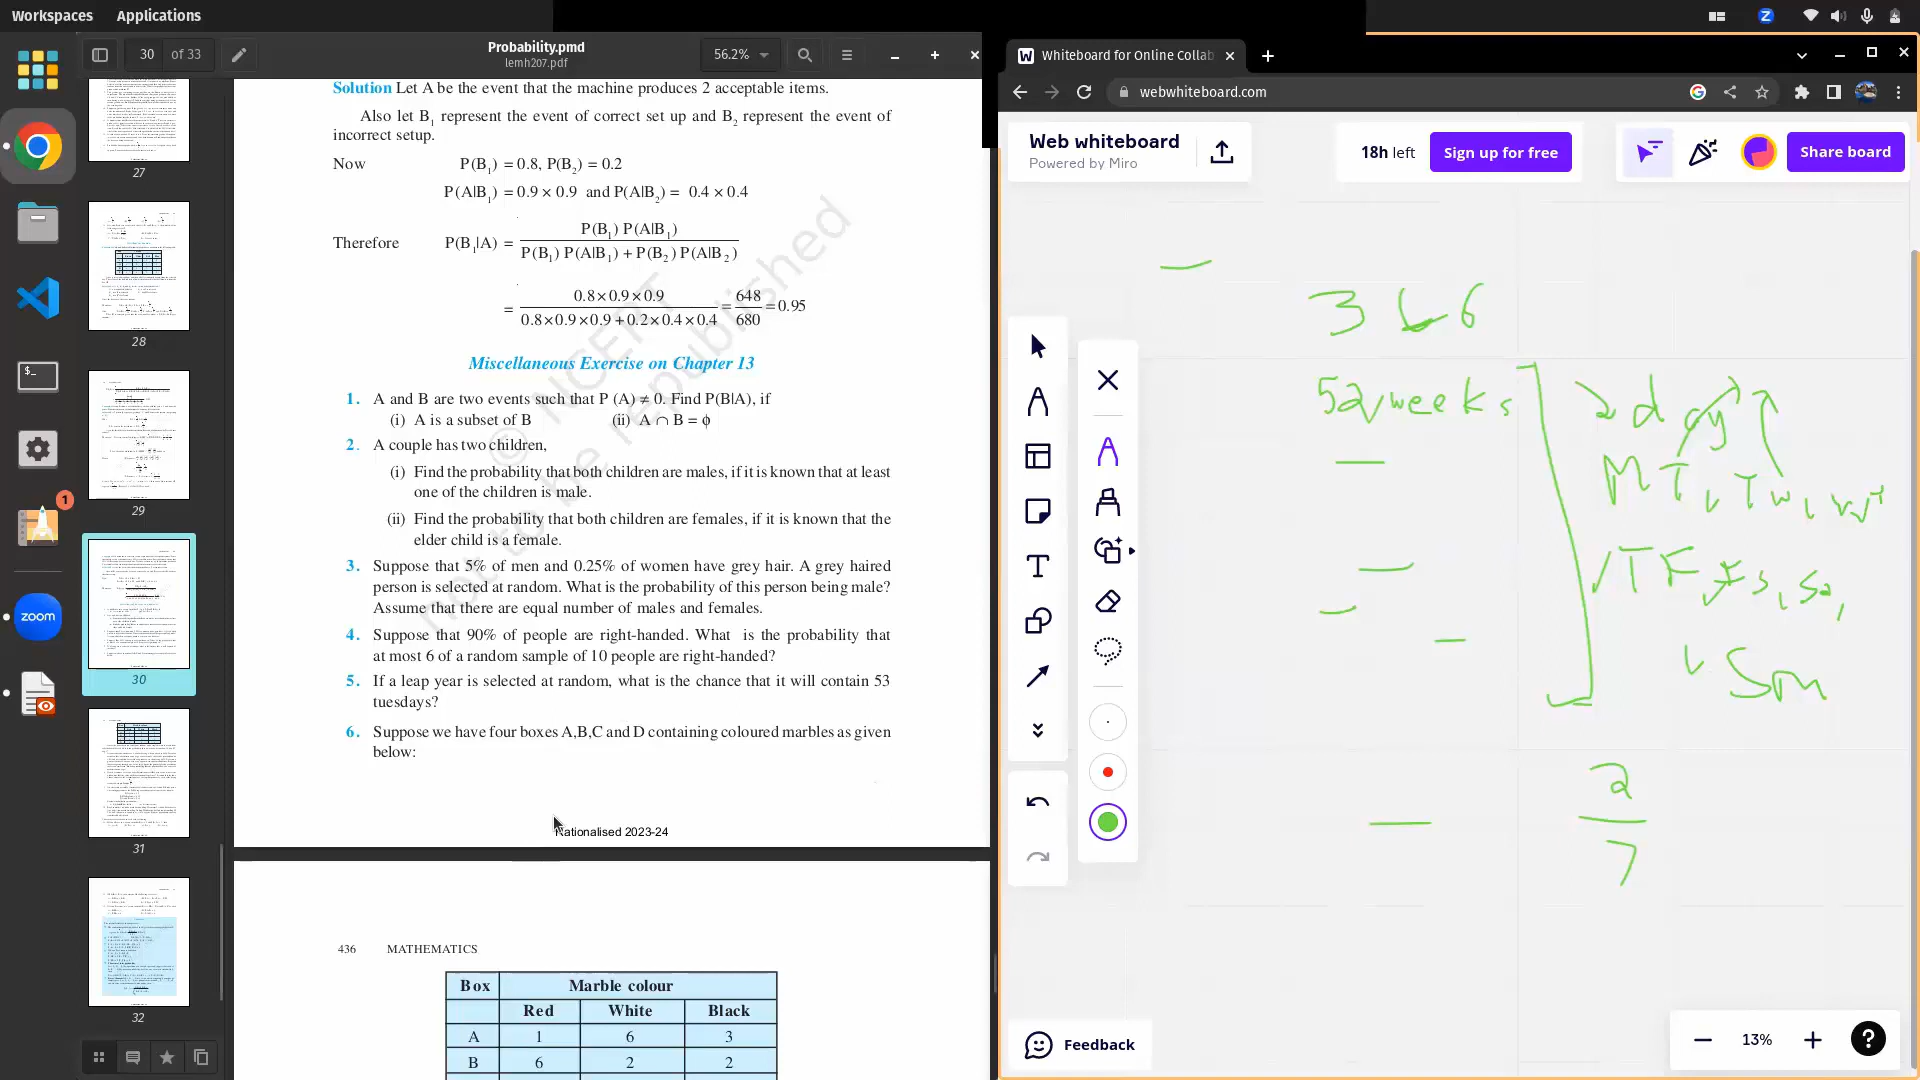 Workspaces Applications
30 of 33
Probability.pmd
lemh207.pdf
56.2%
27
28
29
30
31
32
1
zoom
Solution Let A be the event that the machine produces 2 acceptable items.
Also let B1 represent the event of correct set up and B2 represent the event of
incorrect setup.
Now P(B1) = 0.8, P(B2) = 0.2
P(A|B1) = 0.9 × 0.9 and P(A|B2) = 0.4 × 0.4
Therefore P(B1|A) = P(B1) P(A|B1) / P(B1) P(A|B1) + P(B2) P(A|B2)
= 0.8×0.9×0.9 / 0.8×0.9×0.9 + 0.2×0.4×0.4 = 648 / 680 = 0.95
Miscellaneous Exercise on Chapter 13
1. A and B are two events such that P (A) ≠ 0. Find P(B|A), if
(i) A is a subset of B (ii) A ∩ B = ϕ
2. A couple has two children,
(i) Find the probability that both children are males, if it is known that at least
one of the children is male.
(ii) Find the probability that both children are females, if it is known that the
elder child is a female.
3. Suppose that 5% of men and 0.25% of women have grey hair. A grey haired
person is selected at random. What is the probability of this person being male?
Assume that there are equal number of males and females.
4. Suppose that 90% of people are right-handed. What is the probability that
at most 6 of a random sample of 10 people are right-handed?
5. If a leap year is selected at random, what is the chance that it will contain 53
tuesdays?
6. Suppose we have four boxes A,B,C and D containing coloured marbles as given
below:
Rationalised 2023-24
© NCERT
not to be republished
436 MATHEMATICS
Box Marble colour
Red White Black
A 1 6 3
B 6 2 2
Whiteboard for Online Collab
webwhiteboard.com
Web whiteboard
Powered by Miro
18h left
Sign up for free
Share board
3 6 6
52 weeks
2 day
2
7
Feedback
13%